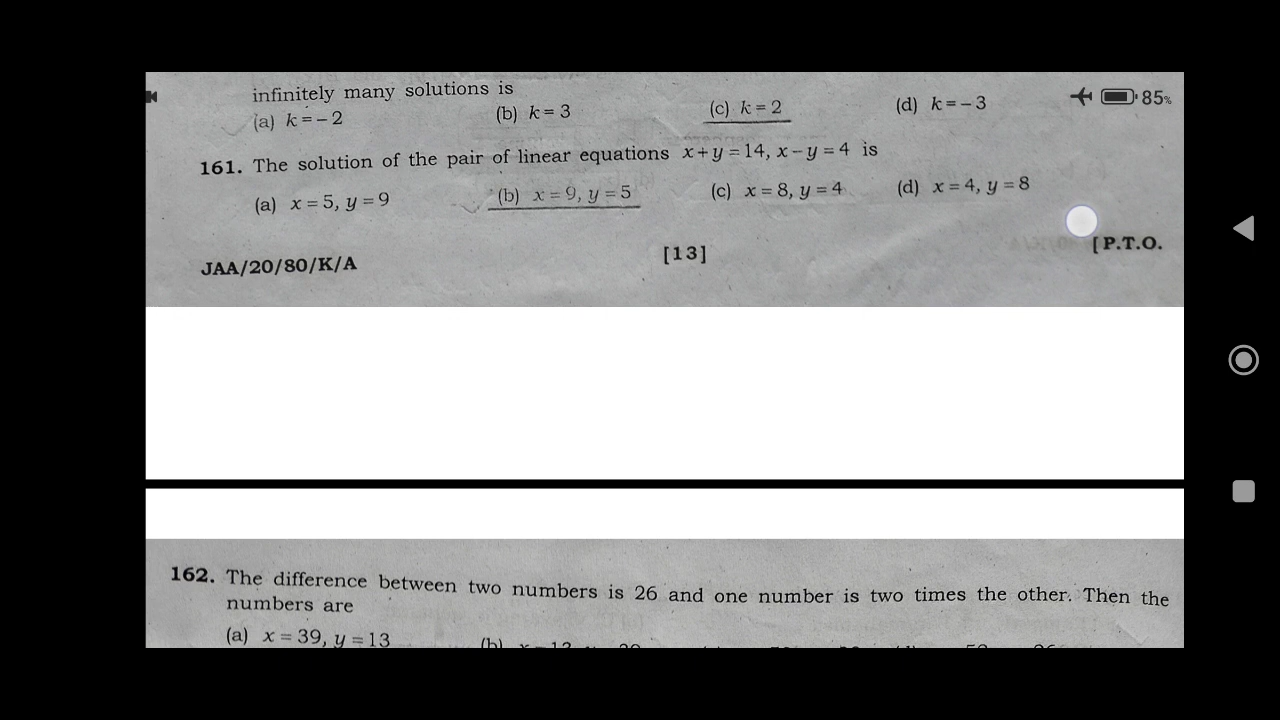 infinitely many solutions is
(a) k = – 2 (b) k = 3 (c) k = 2 (d) k = – 3
85%
161. The solution of the pair of linear equations x + y = 14, x – y = 4 is
(a) x = 5, y = 9 (b) x = 9, y = 5 (c) x = 8, y = 4 (d) x = 4, y = 8
JAA/20/80/K/A [13] [P.T.O.
162. The difference between two numbers is 26 and one number is two times the other. Then the
numbers are
(a) x = 39, y = 13